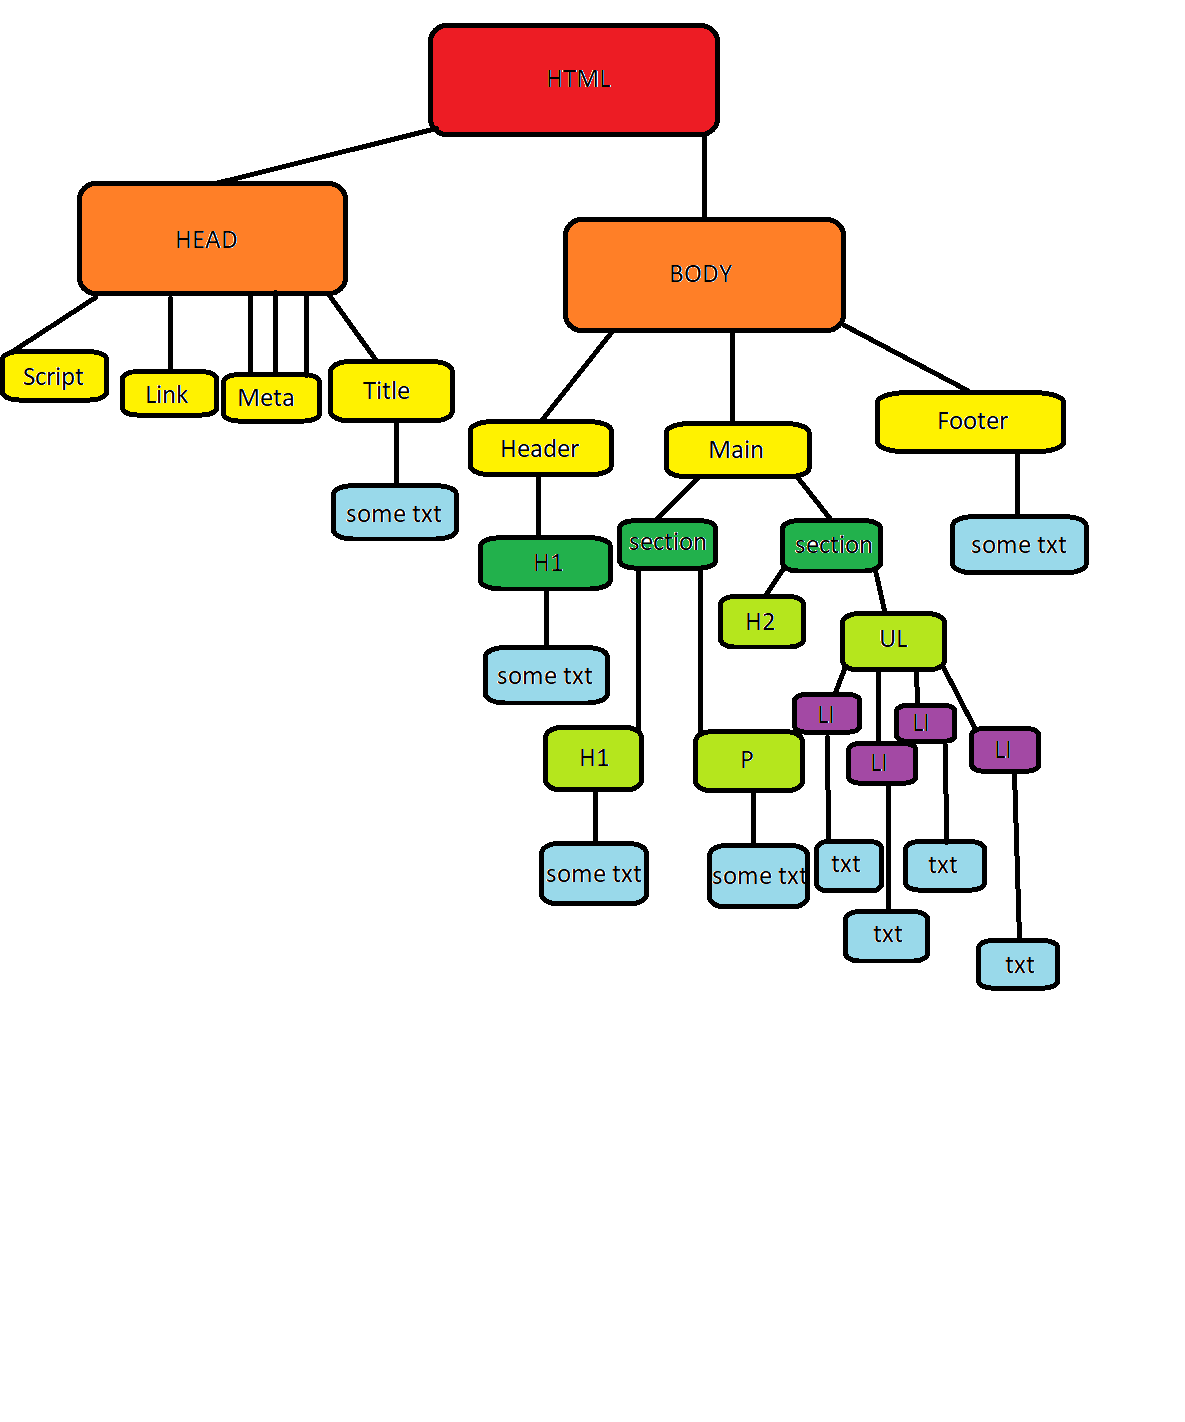 HTML
HEAD
BODY
Script
Link
Meta
Title
some txt
Header
Main
Footer
H1
some txt
section
section
some txt
H1
some txt
P
some txt
H2
UL
LI
LI
LI
LI
txt
txt
txt
txt